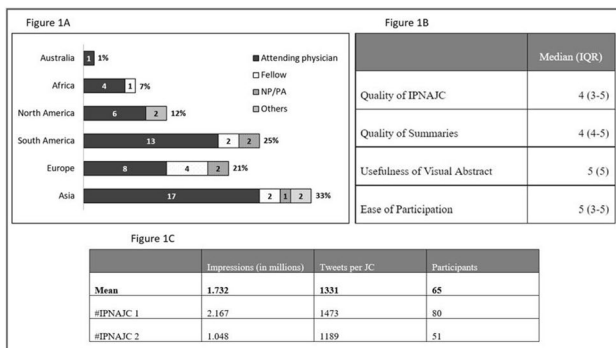 Figure 1A
Australia 1 1%
Africa 4 1 7%
North America 6 2 12%
South America 13 2 2 25%
Europe 8 4 2 21%
Asia 17 2 1 2 33%
Attending physician
Fellow
NP/PA
Others
Figure 1B
Median (IQR)
Quality of IPNAJC 4 (3-5)
Quality of Summaries 4 (4-5)
Usefulness of Visual Abstract 5 (5)
Ease of Participation 5 (3-5)
Figure 1C
Impressions (in millions) Tweets per JC Participants
Mean 1.732 1331 65
#IPNAJC 1 2.167 1473 80
#IPNAJC 2 1.048 1189 51